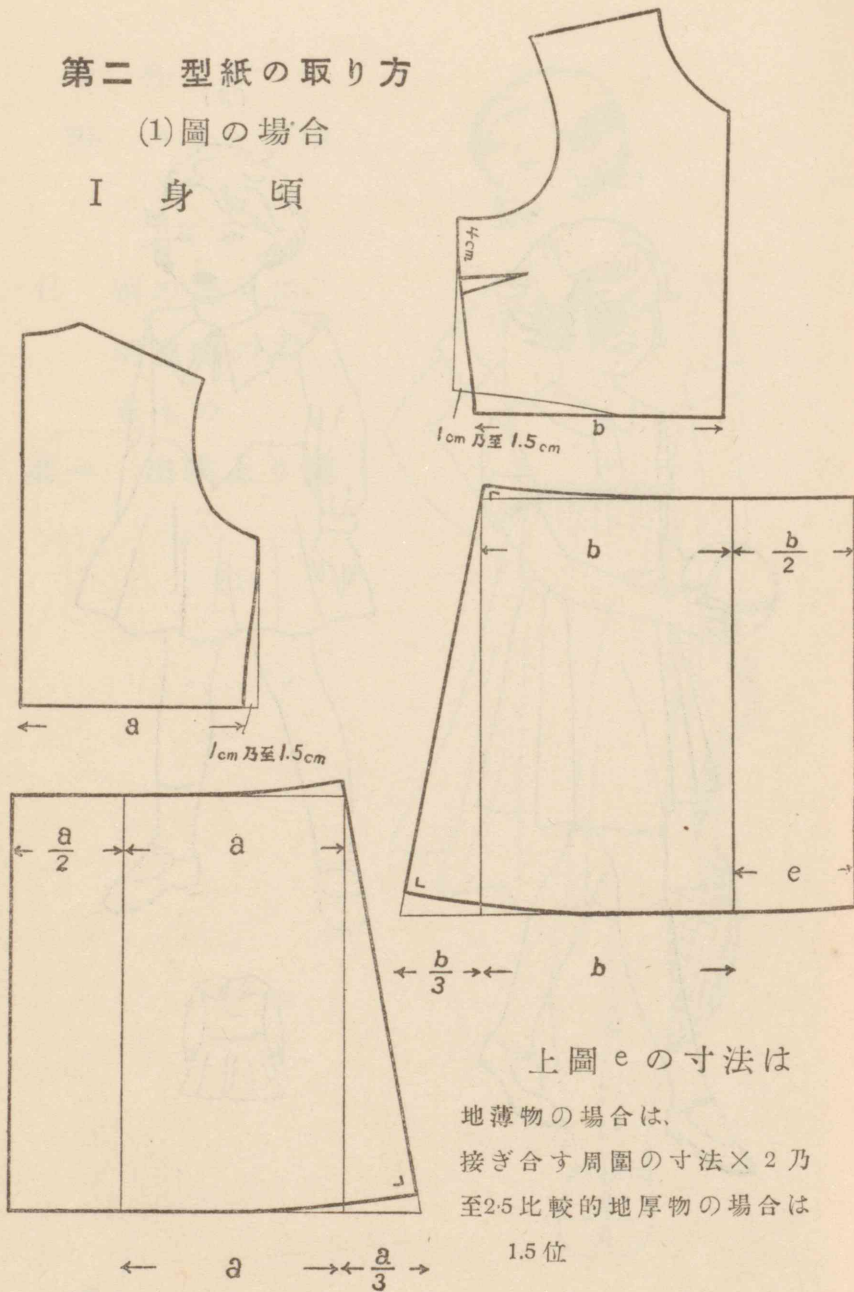 第二 型紙の取り方
(1)圖の場合
I 身頃
4cm
1cm 乃至 1.5cm
b
a
1cm 乃至 1.5cm
b
b/2
e
b/3
b
a/2
a
a
a/3
上圖 e の寸法は
地薄物の場合は、
接ぎ合す周圍の寸法×2乃
至2·5比較的地厚物の場合は
1.5位